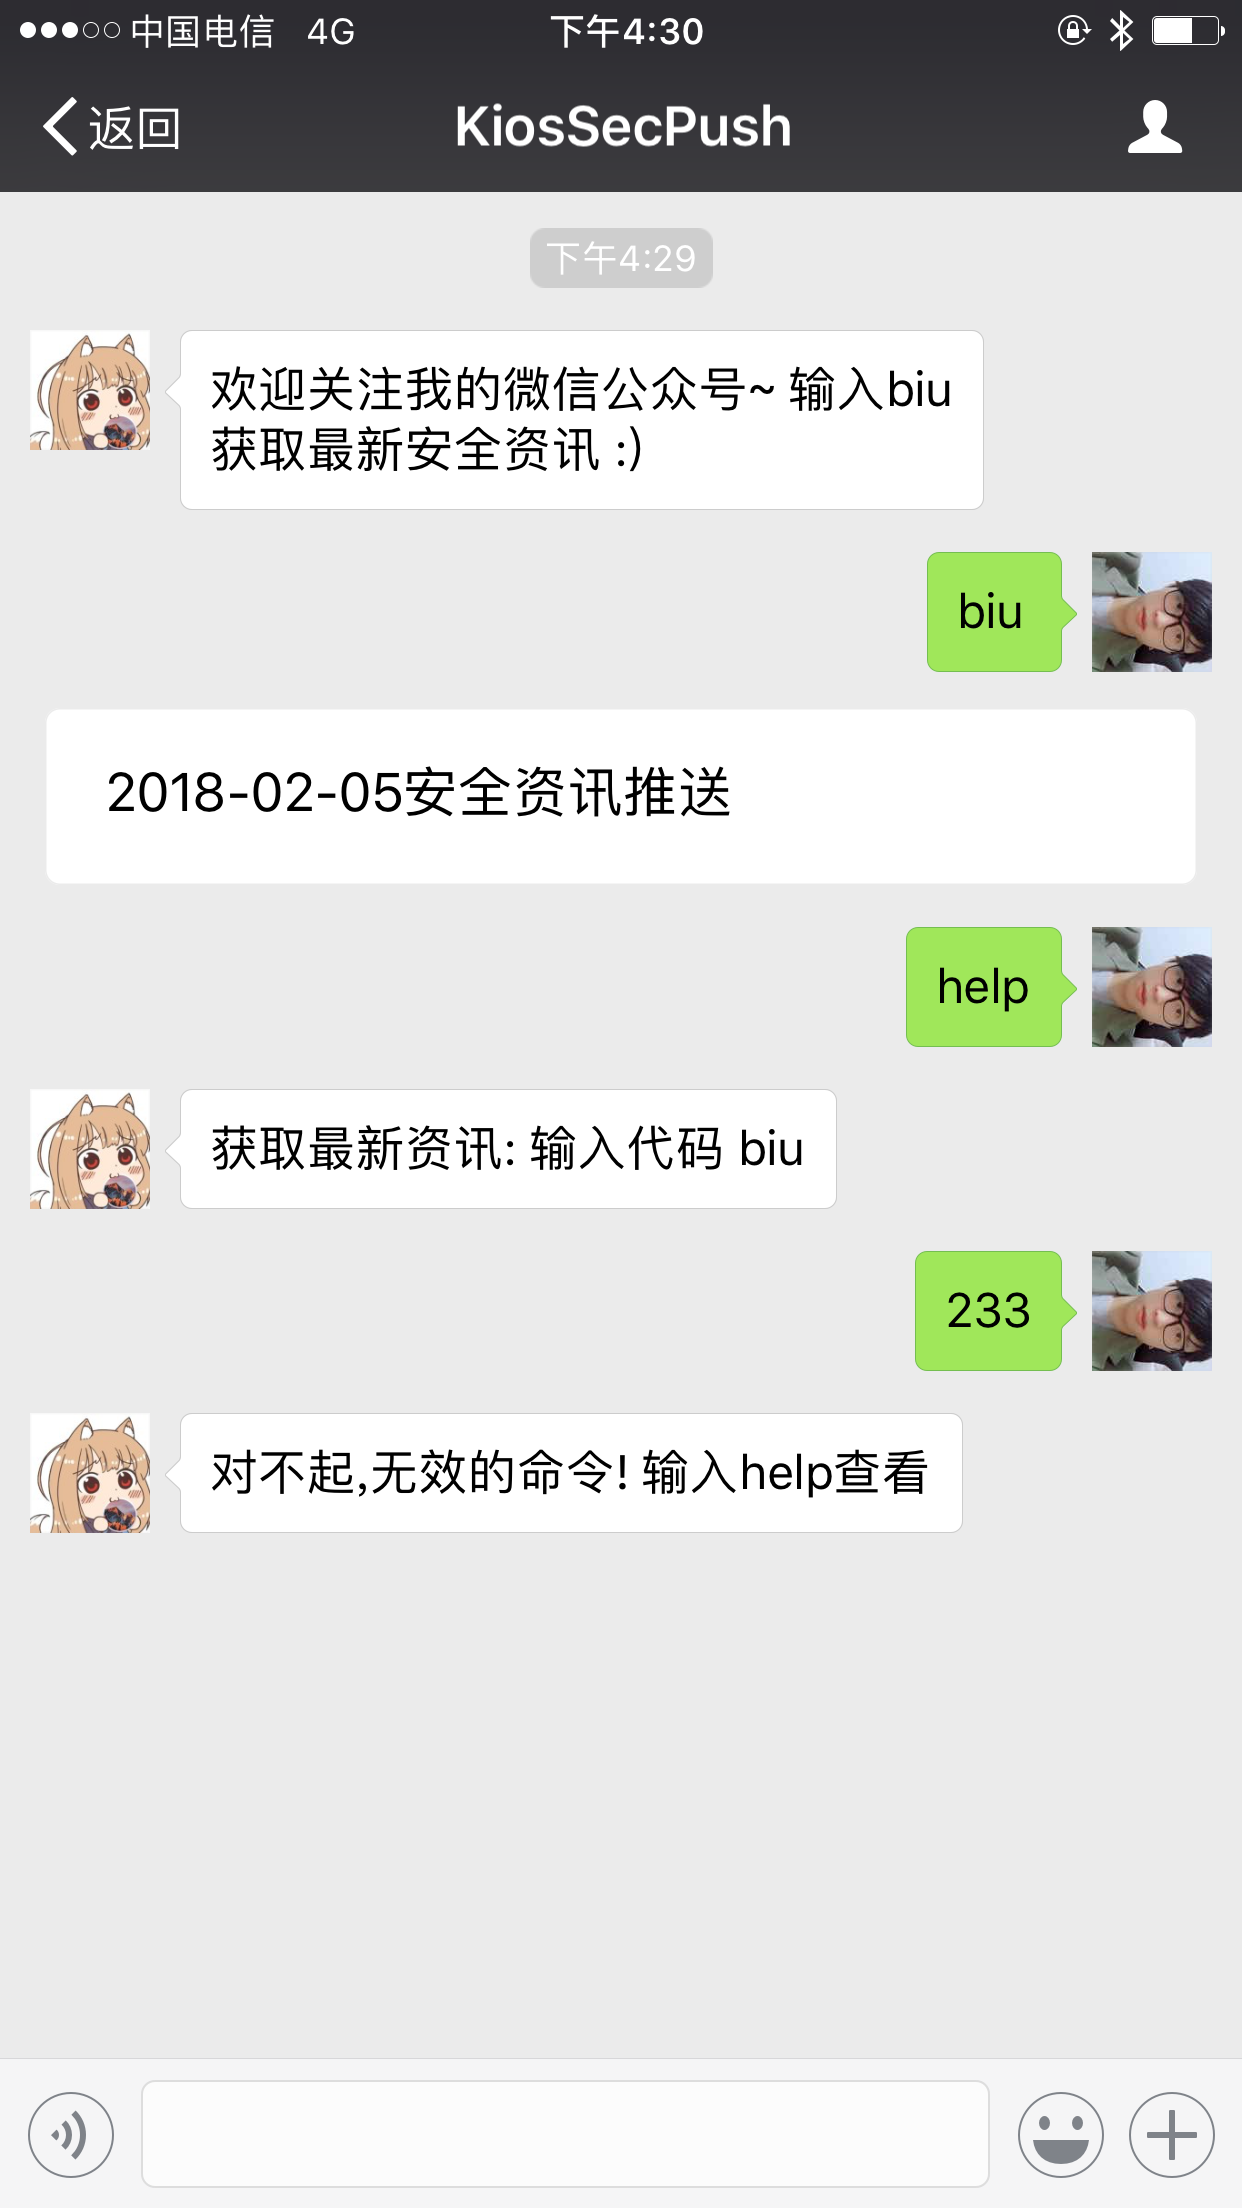 中国电信 4G 下午4:30
返回 KiosSecPush
下午4:29
欢迎关注我的微信公众号~ 输入biu
获取最新安全资讯 :)
biu
2018-02-05安全资讯推送
help
获取最新资讯: 输入代码 biu
233
对不起,无效的命令! 输入help查看